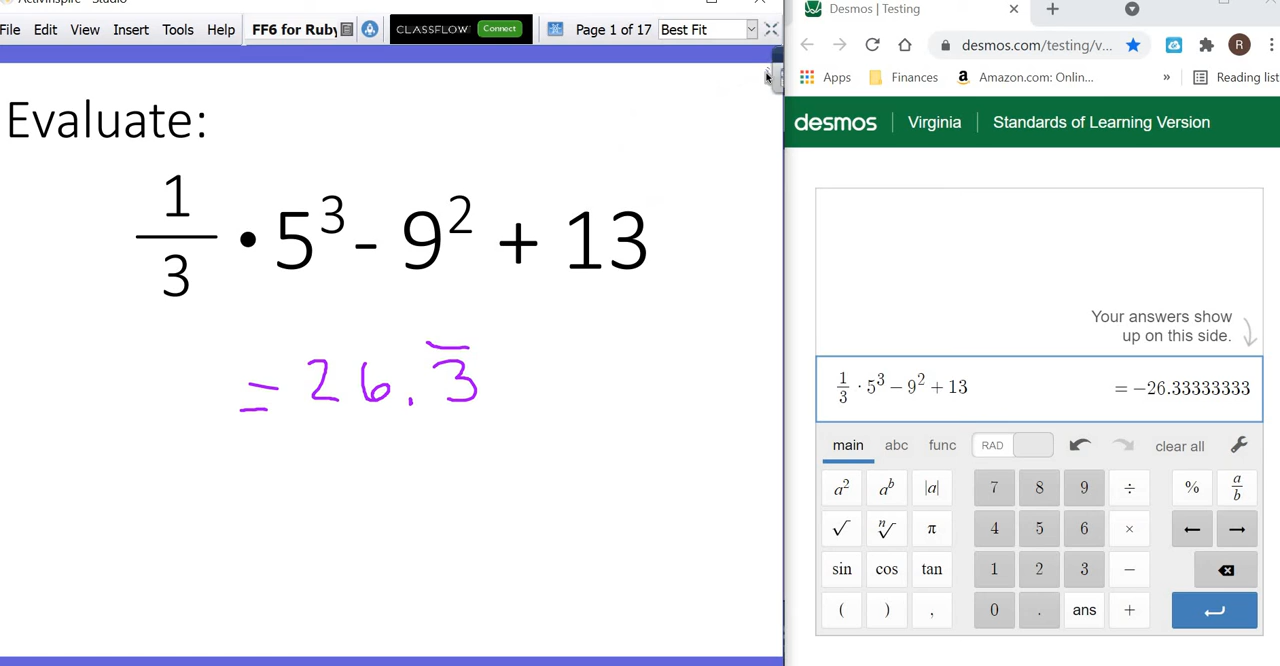 File Edit View Insert Tools Help FF6 for Ruby CLASSFLOW Connect Page 1 of 17 Best Fit
Evaluate:
1/3 • 5³ - 9² + 13
= 26.3̅
Desmos | Testing
desmos.com/testing/v... R
Apps Finances Amazon.com: Onlin... » Reading list
desmos Virginia Standards of Learning Version
Your answers show
up on this side.
1/3 · 5³ − 9² + 13 = −26.33333333
main abc func RAD clear all
a² aᵇ |a| 7 8 9 ÷ % a/b
√ ⁿ√ π 4 5 6 × ← →
sin cos tan 1 2 3 −
( ) , 0 . ans +